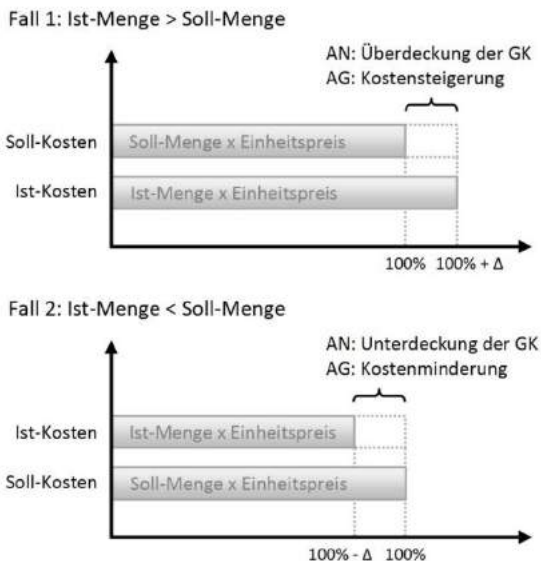 Fall 1: Ist-Menge > Soll-Menge
AN: Überdeckung der GK
AG: Kostensteigerung
Soll-Kosten
Soll-Menge x Einheitspreis
Ist-Kosten
Ist-Menge x Einheitspreis
100% 100% + Δ
Fall 2: Ist-Menge < Soll-Menge
AN: Unterdeckung der GK
AG: Kostenminderung
Ist-Kosten
Ist-Menge x Einheitspreis
Soll-Kosten
Soll-Menge x Einheitspreis
100% - Δ 100%